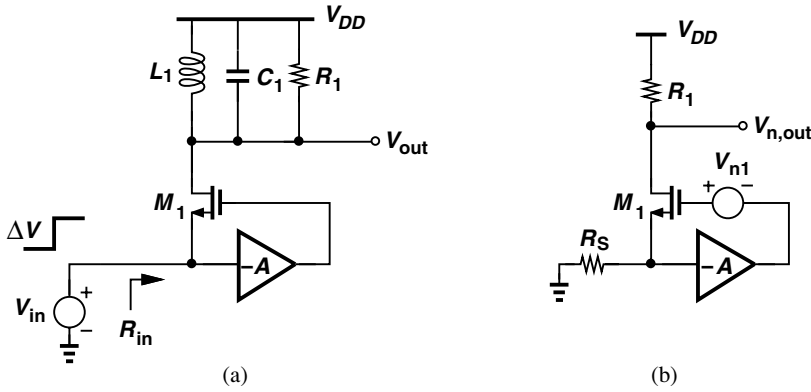 V_DD
L_1
C_1
R_1
V_out
M_1
ΔV
–A
V_in
+
–
R_in
(a)
V_DD
R_1
V_n,out
V_n1
+
–
M_1
R_S
–A
(b)